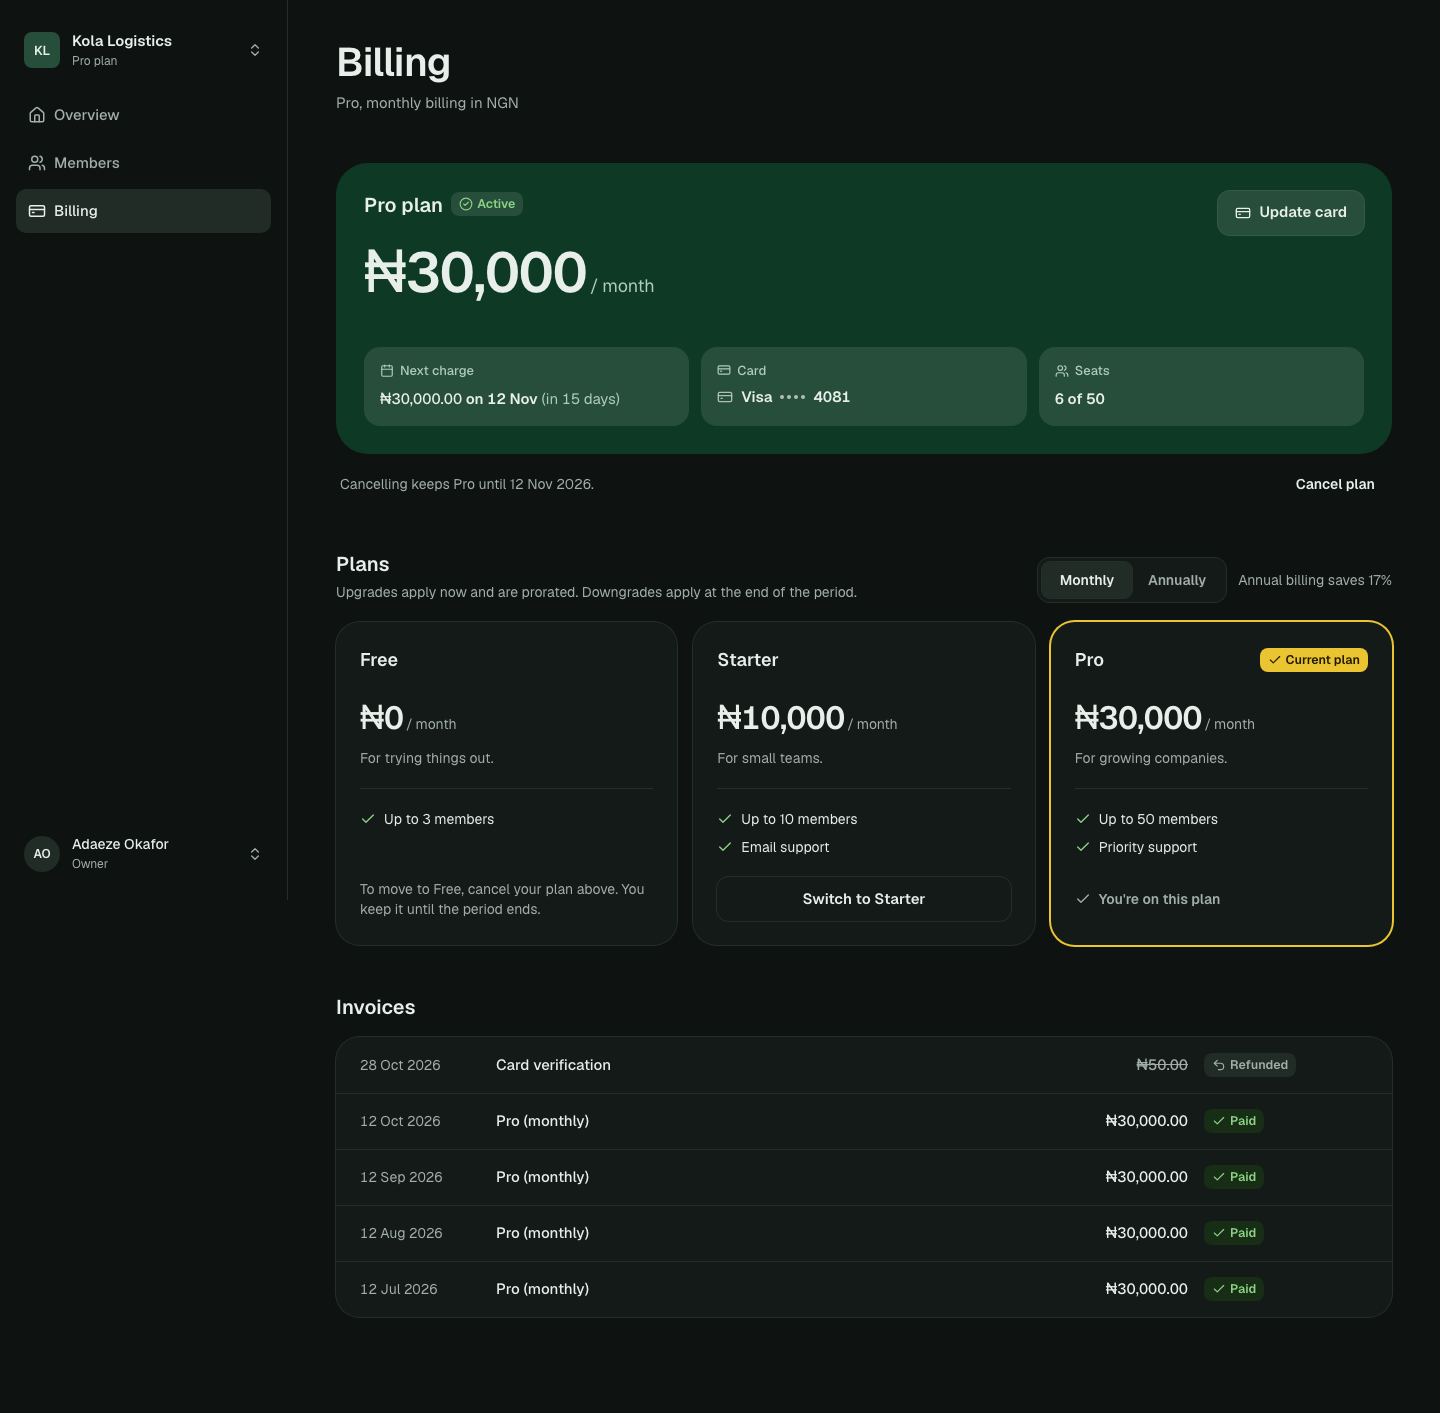 KL
Kola Logistics
Pro plan
Overview
Members
Billing
Billing
Pro, monthly billing in NGN
Pro plan
Active
Update card
₦30,000 / month
Next charge
₦30,000.00 on 12 Nov (in 15 days)
Card
Visa •••• 4081
Seats
6 of 50
Cancelling keeps Pro until 12 Nov 2026.
Cancel plan
Plans
Upgrades apply now and are prorated. Downgrades apply at the end of the period.
Monthly
Annually
Annual billing saves 17%
Free
₦0 / month
For trying things out.
Up to 3 members
To move to Free, cancel your plan above. You
keep it until the period ends.
Starter
₦10,000 / month
For small teams.
Up to 10 members
Email support
Switch to Starter
Pro
Current plan
₦30,000 / month
For growing companies.
Up to 50 members
Priority support
You're on this plan
AO
Adaeze Okafor
Owner
Invoices
28 Oct 2026 Card verification ₦50.00 Refunded
12 Oct 2026 Pro (monthly) ₦30,000.00 Paid
12 Sep 2026 Pro (monthly) ₦30,000.00 Paid
12 Aug 2026 Pro (monthly) ₦30,000.00 Paid
12 Jul 2026 Pro (monthly) ₦30,000.00 Paid